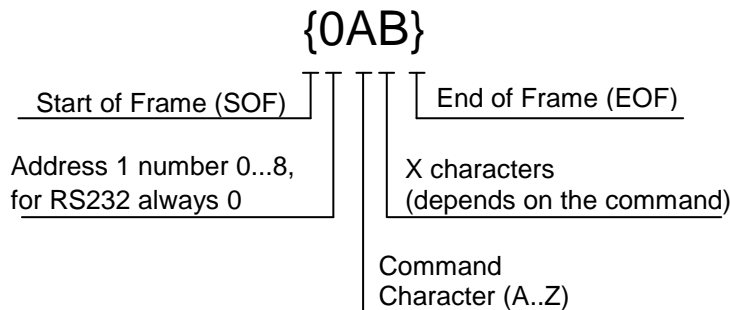 {0AB}
Start of Frame (SOF)
End of Frame (EOF)
Address 1 number 0...8,
for RS232 always 0
X characters
(depends on the command)
Command
Character (A..Z)